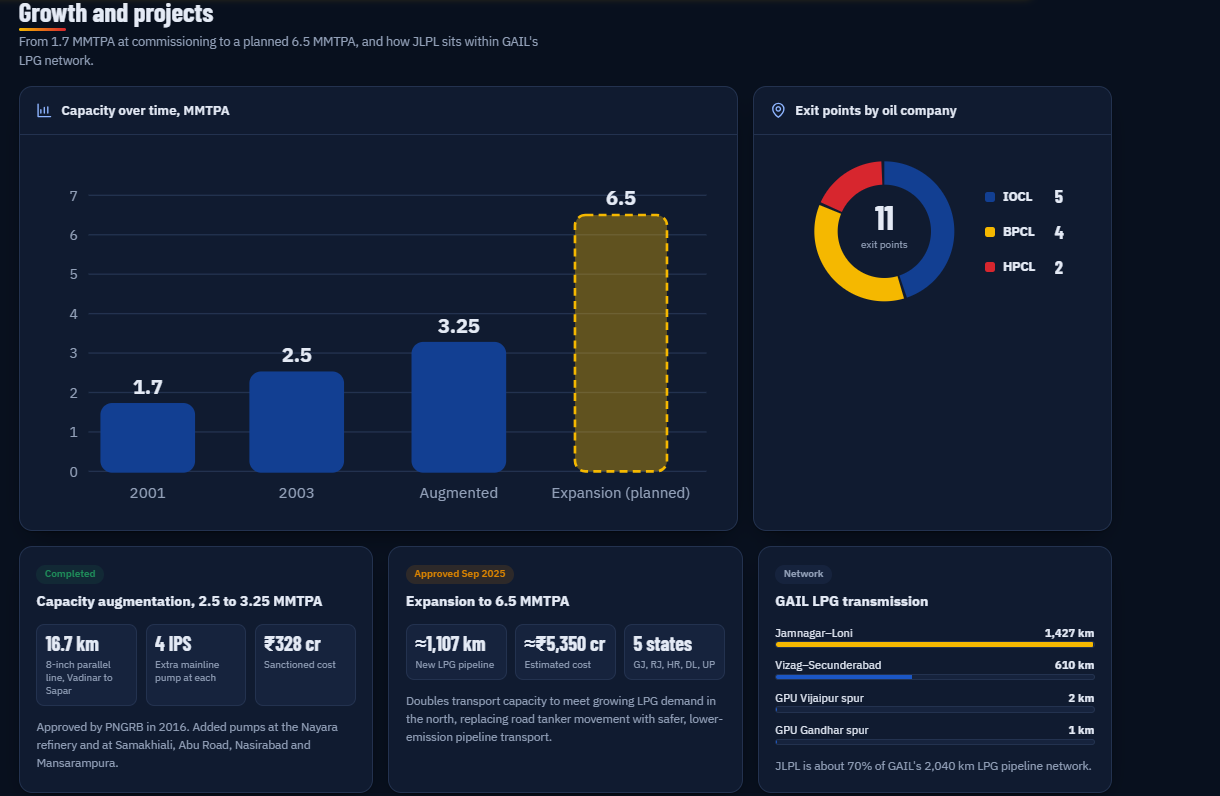 Growth and projects
From 1.7 MMTPA at commissioning to a planned 6.5 MMTPA, and how JLPL sits within GAIL's
LPG network.
Capacity over time, MMTPA
7
6
5
4
3
2
1
0
1.7
2.5
3.25
6.5
2001
2003
Augmented
Expansion (planned)
Exit points by oil company
11
exit points
IOCL 5
BPCL 4
HPCL 2
Completed
Capacity augmentation, 2.5 to 3.25 MMTPA
16.7 km
8-inch parallel
line, Vadinar to
Sapar
4 IPS
Extra mainline
pump at each
₹328 cr
Sanctioned cost
Approved by PNGRB in 2016. Added pumps at the Nayara
refinery and at Samakhiali, Abu Road, Nasirabad and
Mansarampura.
Approved Sep 2025
Expansion to 6.5 MMTPA
≈1,107 km
New LPG pipeline
≈₹5,350 cr
Estimated cost
5 states
GJ, RJ, HR, DL, UP
Doubles transport capacity to meet growing LPG demand in
the north, replacing road tanker movement with safer, lower-
emission pipeline transport.
Network
GAIL LPG transmission
Jamnagar–Loni 1,427 km
Vizag–Secunderabad 610 km
GPU Vijaipur spur 2 km
GPU Gandhar spur 1 km
JLPL is about 70% of GAIL's 2,040 km LPG pipeline network.